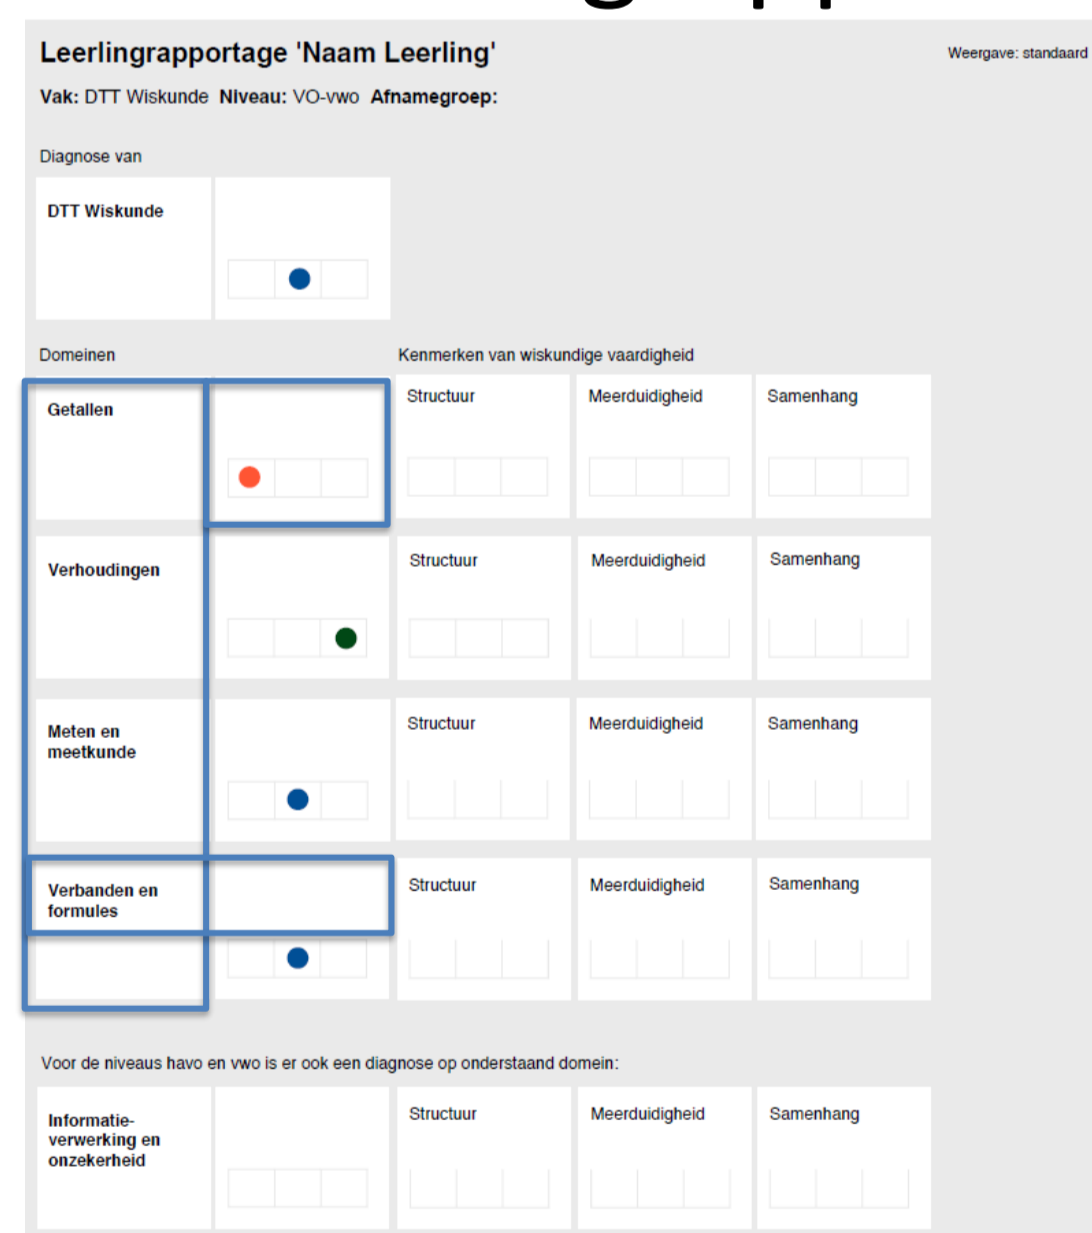 Leerlingrapportage 'Naam Leerling'
Weergave: standaard
Vak: DTT Wiskunde Niveau: VO-vwo Afnamegroep:
Diagnose van
DTT Wiskunde
Domeinen
Kenmerken van wiskundige vaardigheid
Getallen
Structuur
Meerduidigheid
Samenhang
Verhoudingen
Structuur
Meerduidigheid
Samenhang
Meten en
meetkunde
Structuur
Meerduidigheid
Samenhang
Verbanden en
formules
Structuur
Meerduidigheid
Samenhang
Voor de niveaus havo en vwo is er ook een diagnose op onderstaand domein:
Informatie-
verwerking en
onzekerheid
Structuur
Meerduidigheid
Samenhang